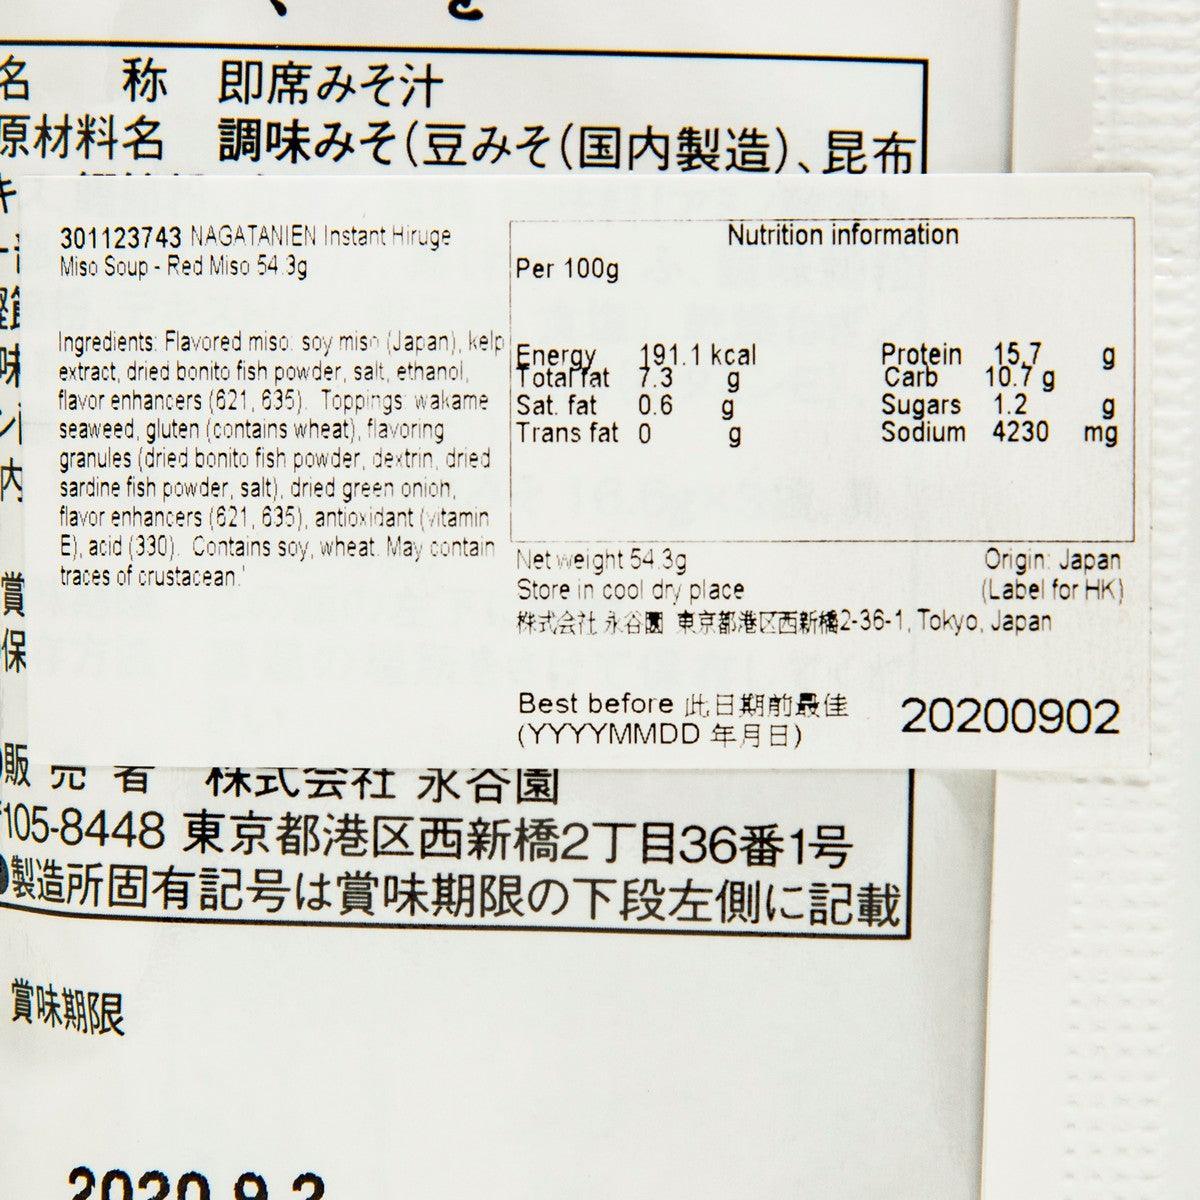 名 称 即席みそ汁
原材料名 調味みそ(豆みそ(国内製造)、昆布
301123743 NAGATANIEN Instant Hiruge
Miso Soup - Red Miso 54.3g
Ingredients: Flavored miso: soy miso (Japan), kelp
extract, dried bonito fish powder, salt, ethanol,
flavor enhancers (621, 635). Toppings: wakame
seaweed, gluten (contains wheat), flavoring
granules (dried bonito fish powder, dextrin, dried
sardine fish powder, salt), dried green onion,
flavor enhancers (621, 635), antioxidant (vitamin
E), acid (330). Contains soy, wheat. May contain
traces of crustacean.'
Nutrition information
Per 100g
Energy 191.1 kcal Protein 15.7 g
Total fat 7.3 g Carb 10.7 g
Sat. fat 0.6 g Sugars 1.2 g
Trans fat 0 g Sodium 4230 mg
Net weight 54.3g Origin: Japan
Store in cool dry place (Label for HK)
株式会社 永谷園 東京都港区西新橋2-36-1, Tokyo, Japan
Best before 此日期前最佳
(YYYYMMDD 年月日) 20200902
販売者 株式会社 永谷園
〒105-8448 東京都港区西新橋2丁目36番1号
●製造所固有記号は賞味期限の下段左側に記載
賞味期限
2020.9.2